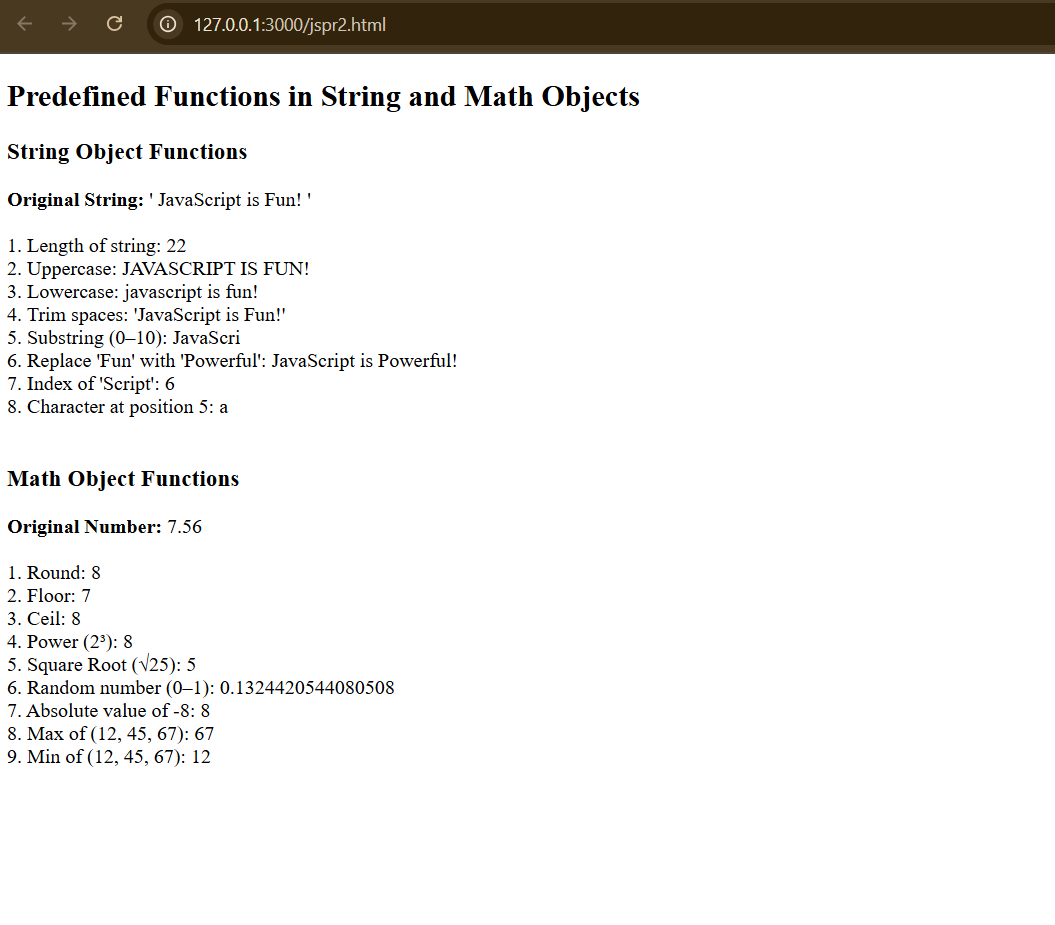 127.0.0.1:3000/jspr2.html
Predefined Functions in String and Math Objects
String Object Functions
Original String: ' JavaScript is Fun! '
1. Length of string: 22
2. Uppercase: JAVASCRIPT IS FUN!
3. Lowercase: javascript is fun!
4. Trim spaces: 'JavaScript is Fun!'
5. Substring (0–10): JavaScri
6. Replace 'Fun' with 'Powerful': JavaScript is Powerful!
7. Index of 'Script': 6
8. Character at position 5: a
Math Object Functions
Original Number: 7.56
1. Round: 8
2. Floor: 7
3. Ceil: 8
4. Power (2³): 8
5. Square Root (√25): 5
6. Random number (0–1): 0.1324420544080508
7. Absolute value of -8: 8
8. Max of (12, 45, 67): 67
9. Min of (12, 45, 67): 12